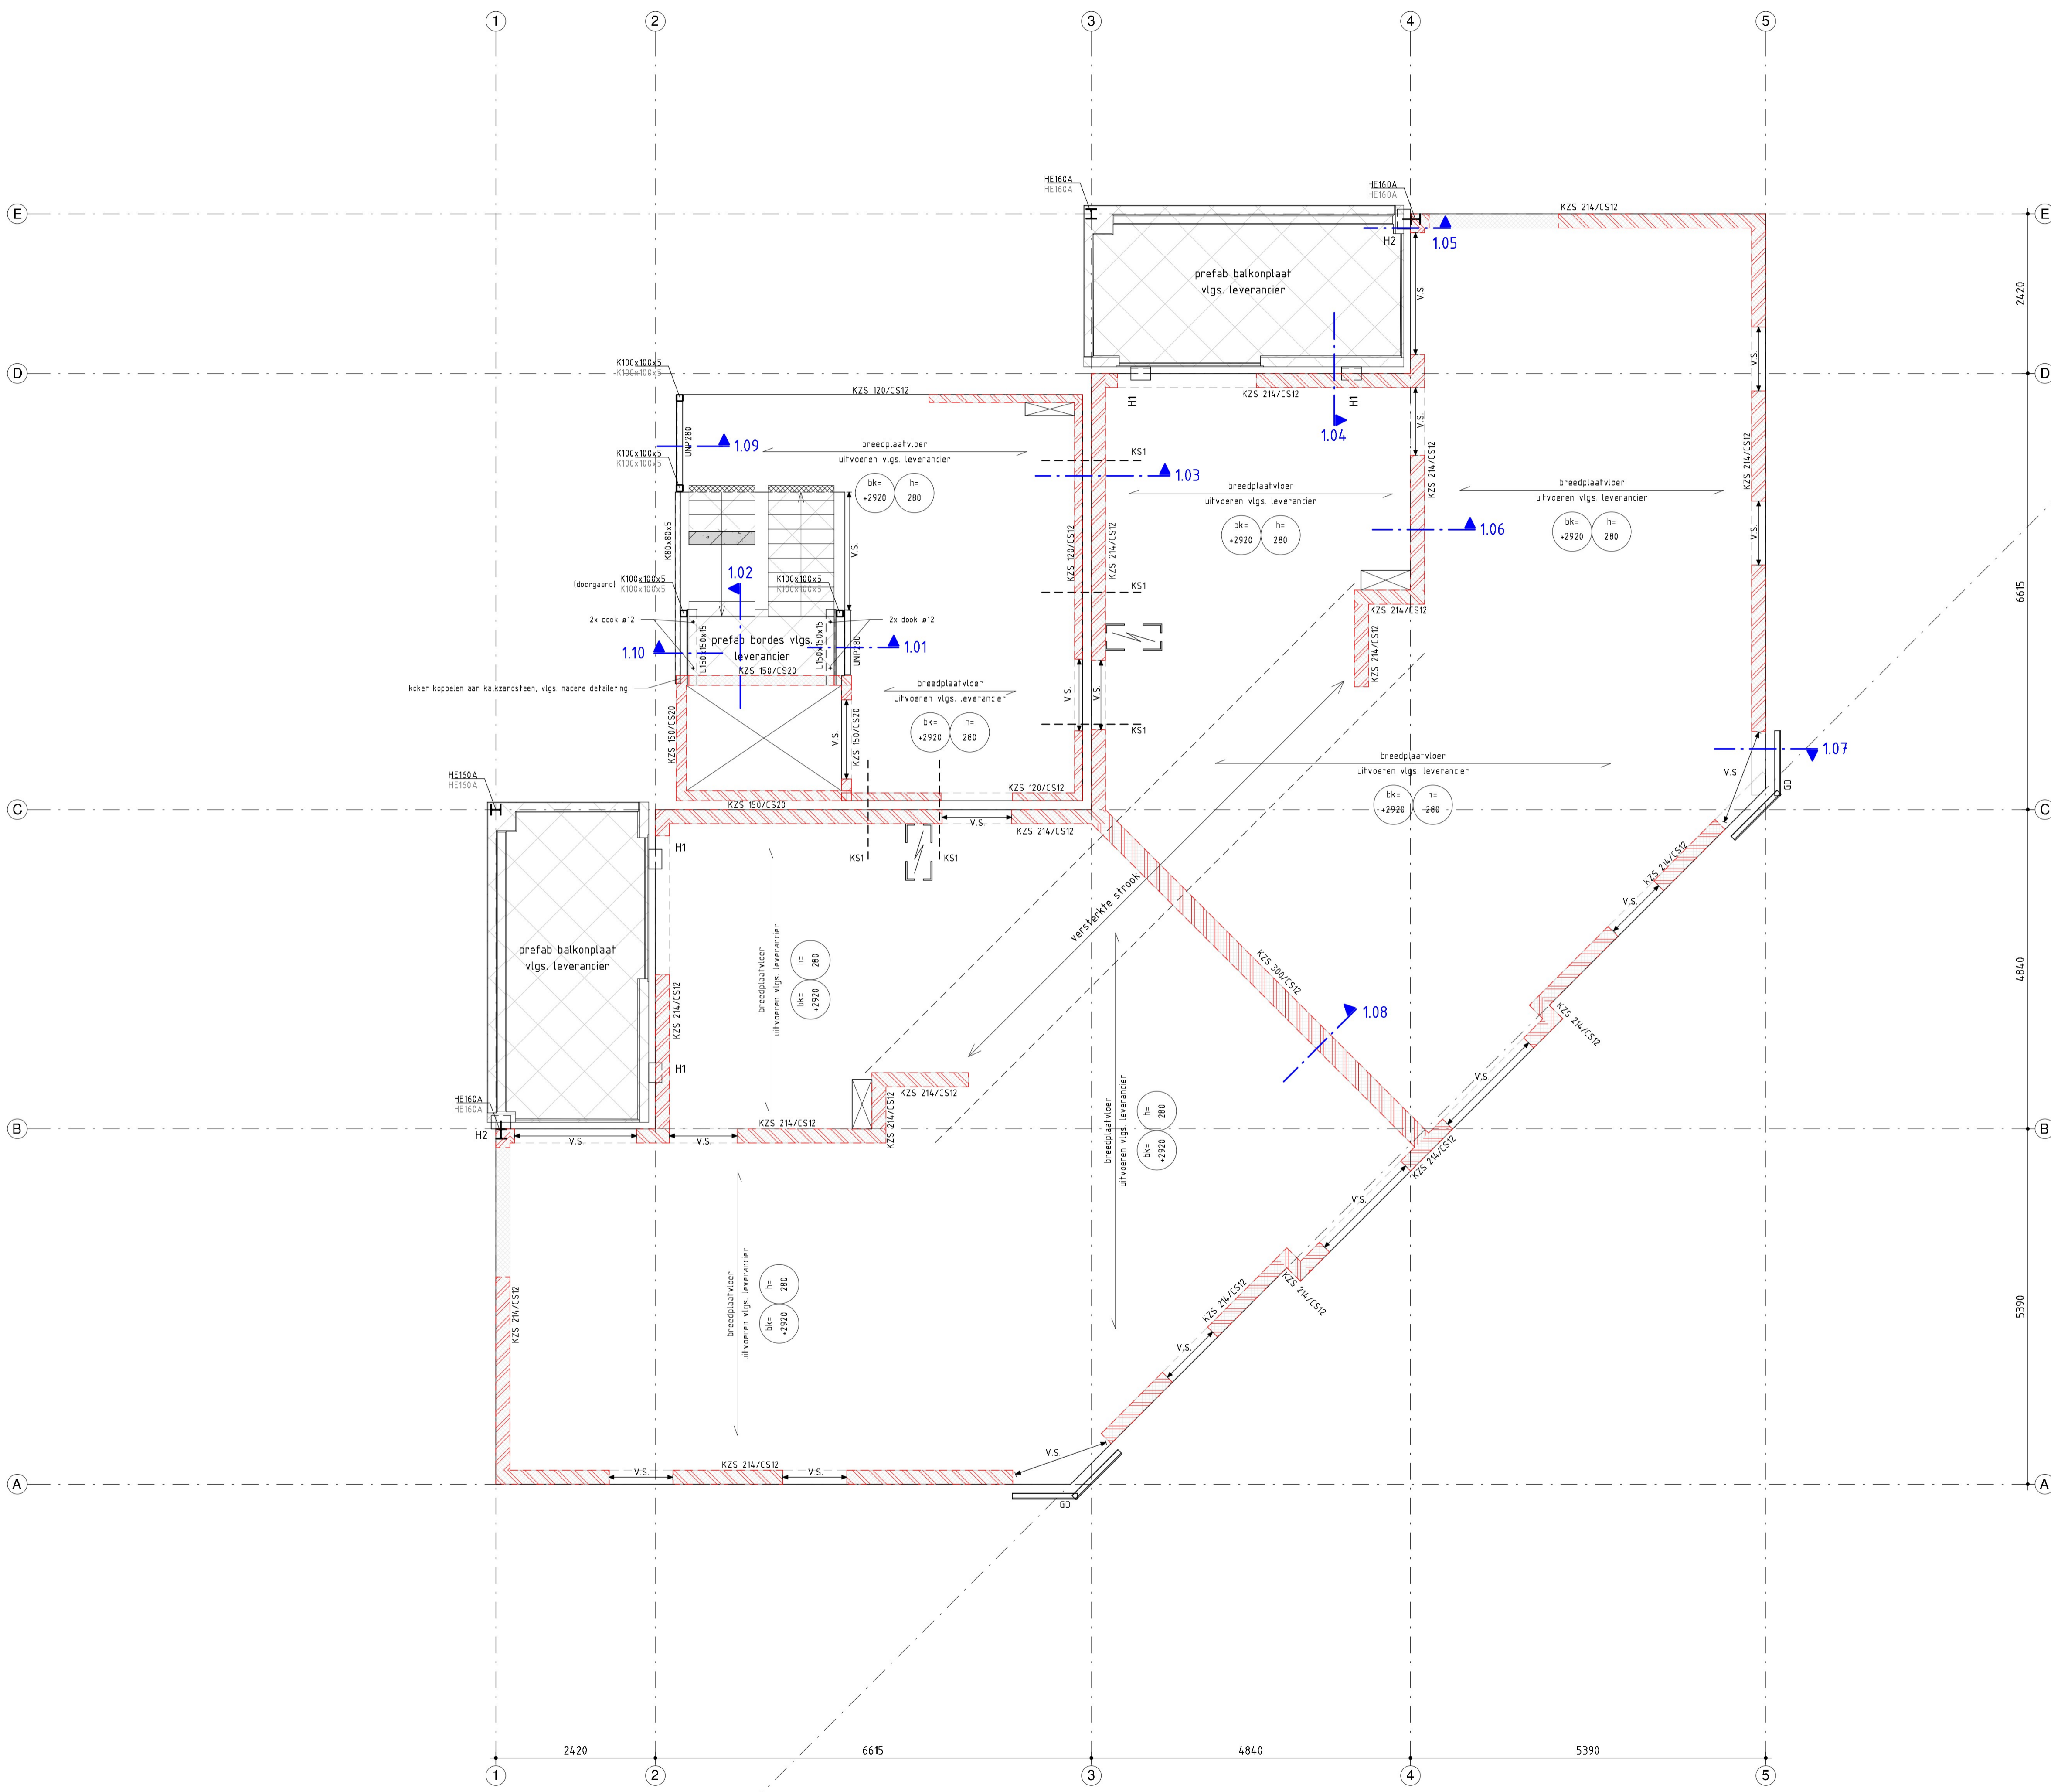 1
2
3
4
5
HE160A
HE160A
HE160A
HE160A
KZS 214/CS12
E
E
H2
1.05
prefab balkonplaat
vlgs. leverancier
V.S.
2420
V.S.
K100x100x5
K100x100x5
D
D
KZS 120/CS12
KZS 214/CS12
H1
H1
1.04
V.S.
UNP280
1.09
breedplaatvloer
uitvoeren vlgs. leverancier
K100x100x5
K100x100x5
KS1
1.03
KZS 214/CS12
KZS 214/CS12
bk=
+2920
h=
280
breedplaatvloer
uitvoeren vlgs. leverancier
breedplaatvloer
uitvoeren vlgs. leverancier
bk=
+2920
h=
280
bk=
+2920
h=
280
1.06
V.S.
K80x80x5
V.S.
KZS 120/CS12
KZS 214/CS12
1.02
(doorgaand)
K100x100x5
K100x100x5
K100x100x5
K100x100x5
KS1
6615
2x dook ø12
2x dook ø12
KZS 214/CS12
L150x150x15
prefab bordes vlgs.
leverancier
L150x150x15
UNP280
1.10
1.01
KZS 150/CS20
KZS 214/CS12
koker koppelen aan kalkzandsteen, vlgs. nadere detailering
breedplaatvloer
uitvoeren vlgs. leverancier
V.S.
V.S.
bk=
+2920
h=
280
KS1
KZS 150/CS20
V.S.
KZS 150/CS20
1.07
breedplaatvloer
uitvoeren vlgs. leverancier
V.S.
GD
HE160A
HE160A
KZS 120/CS12
bk=
+2920
h=
280
C
C
KZS 150/CS20
V.S.
KZS 214/CS12
H1
KS1
KS1
KZS 214/CS12
V.S.
versterkte strook
prefab balkonplaat
vlgs. leverancier
breedplaatvloer
uitvoeren vlgs. leverancier
h=
280
bk=
+2920
KZS 214/CS12
KZS 300/CS12
4840
1.08
KZS 214/CS12
H1
V.S.
HE160A
HE160A
KZS 214/CS12
breedplaatvloer
uitvoeren vlgs. leverancier
h=
280
bk=
+2920
B
B
H2
V.S.
V.S.
KZS 214/CS12
KZS 214/CS12
KZS 214/CS12
V.S.
breedplaatvloer
uitvoeren vlgs. leverancier
h=
280
bk=
+2920
KZS 214/CS12
KZS 214/CS12
KZS 214/CS12
5390
V.S.
V.S.
KZS 214/CS12
V.S.
V.S.
A
A
GD
2420
6615
4840
5390
1
2
3
4
5